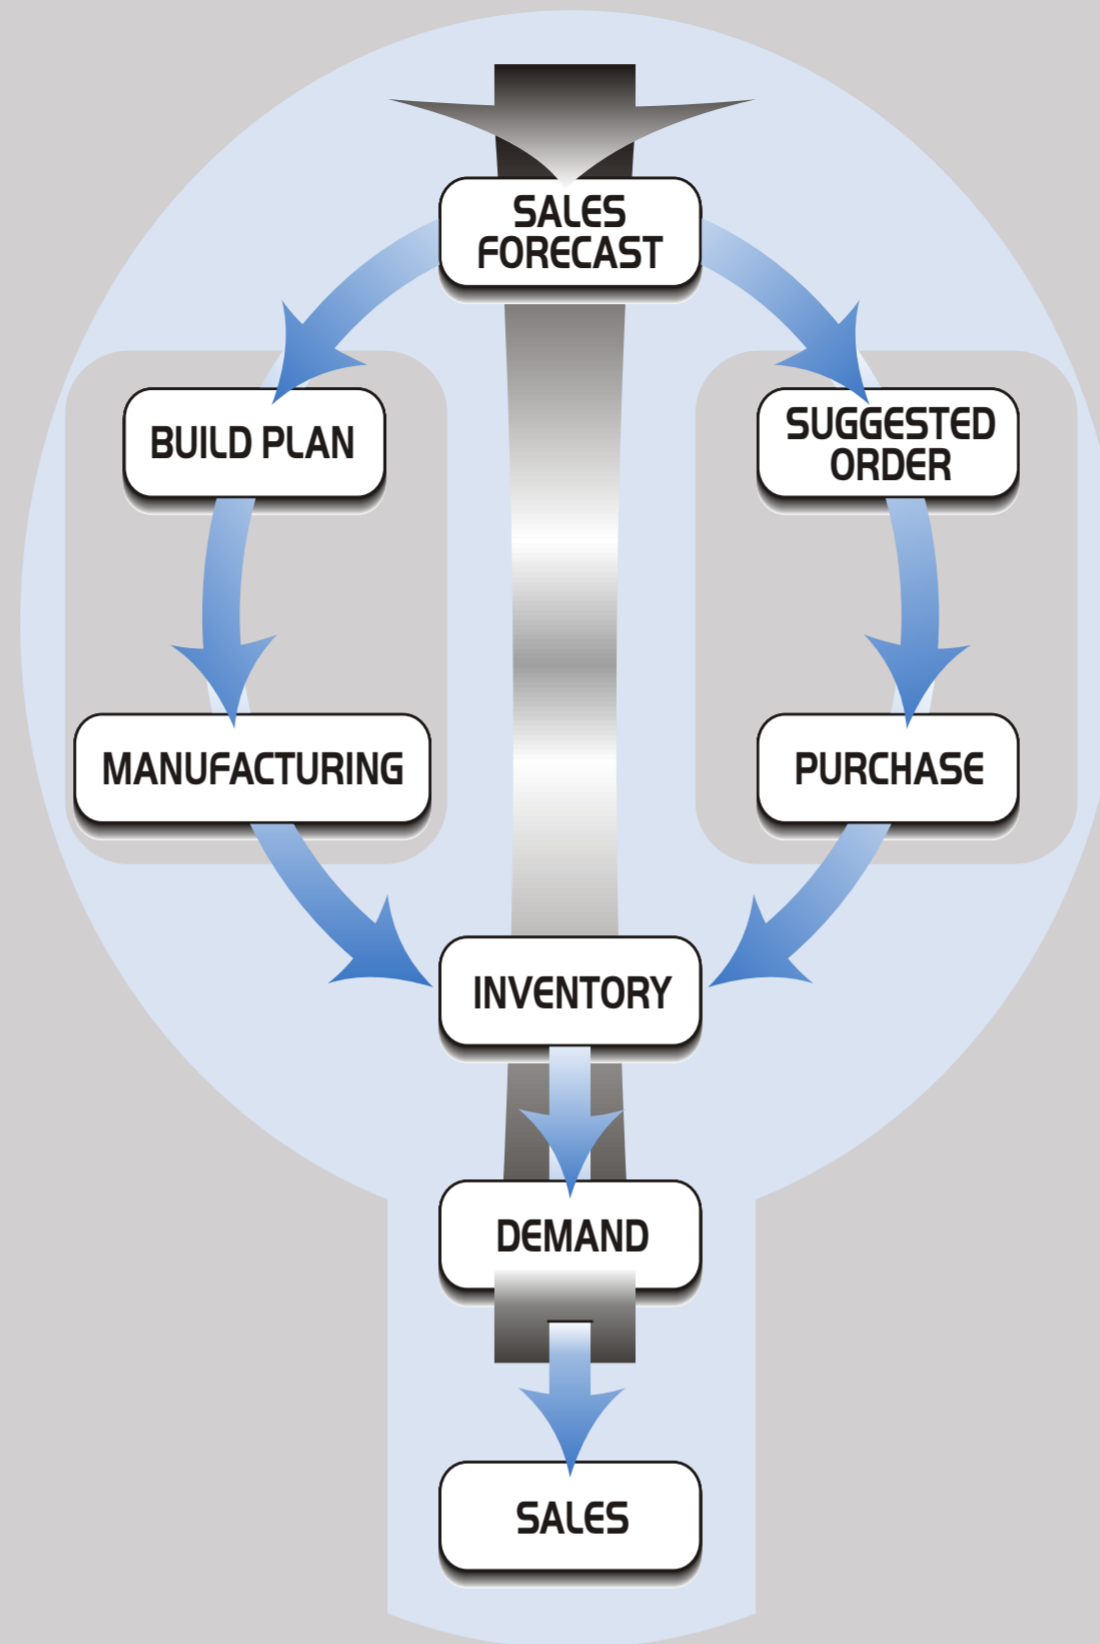 SALES
FORECAST
BUILD PLAN
SUGGESTED
ORDER
MANUFACTURING
PURCHASE
INVENTORY
DEMAND
SALES